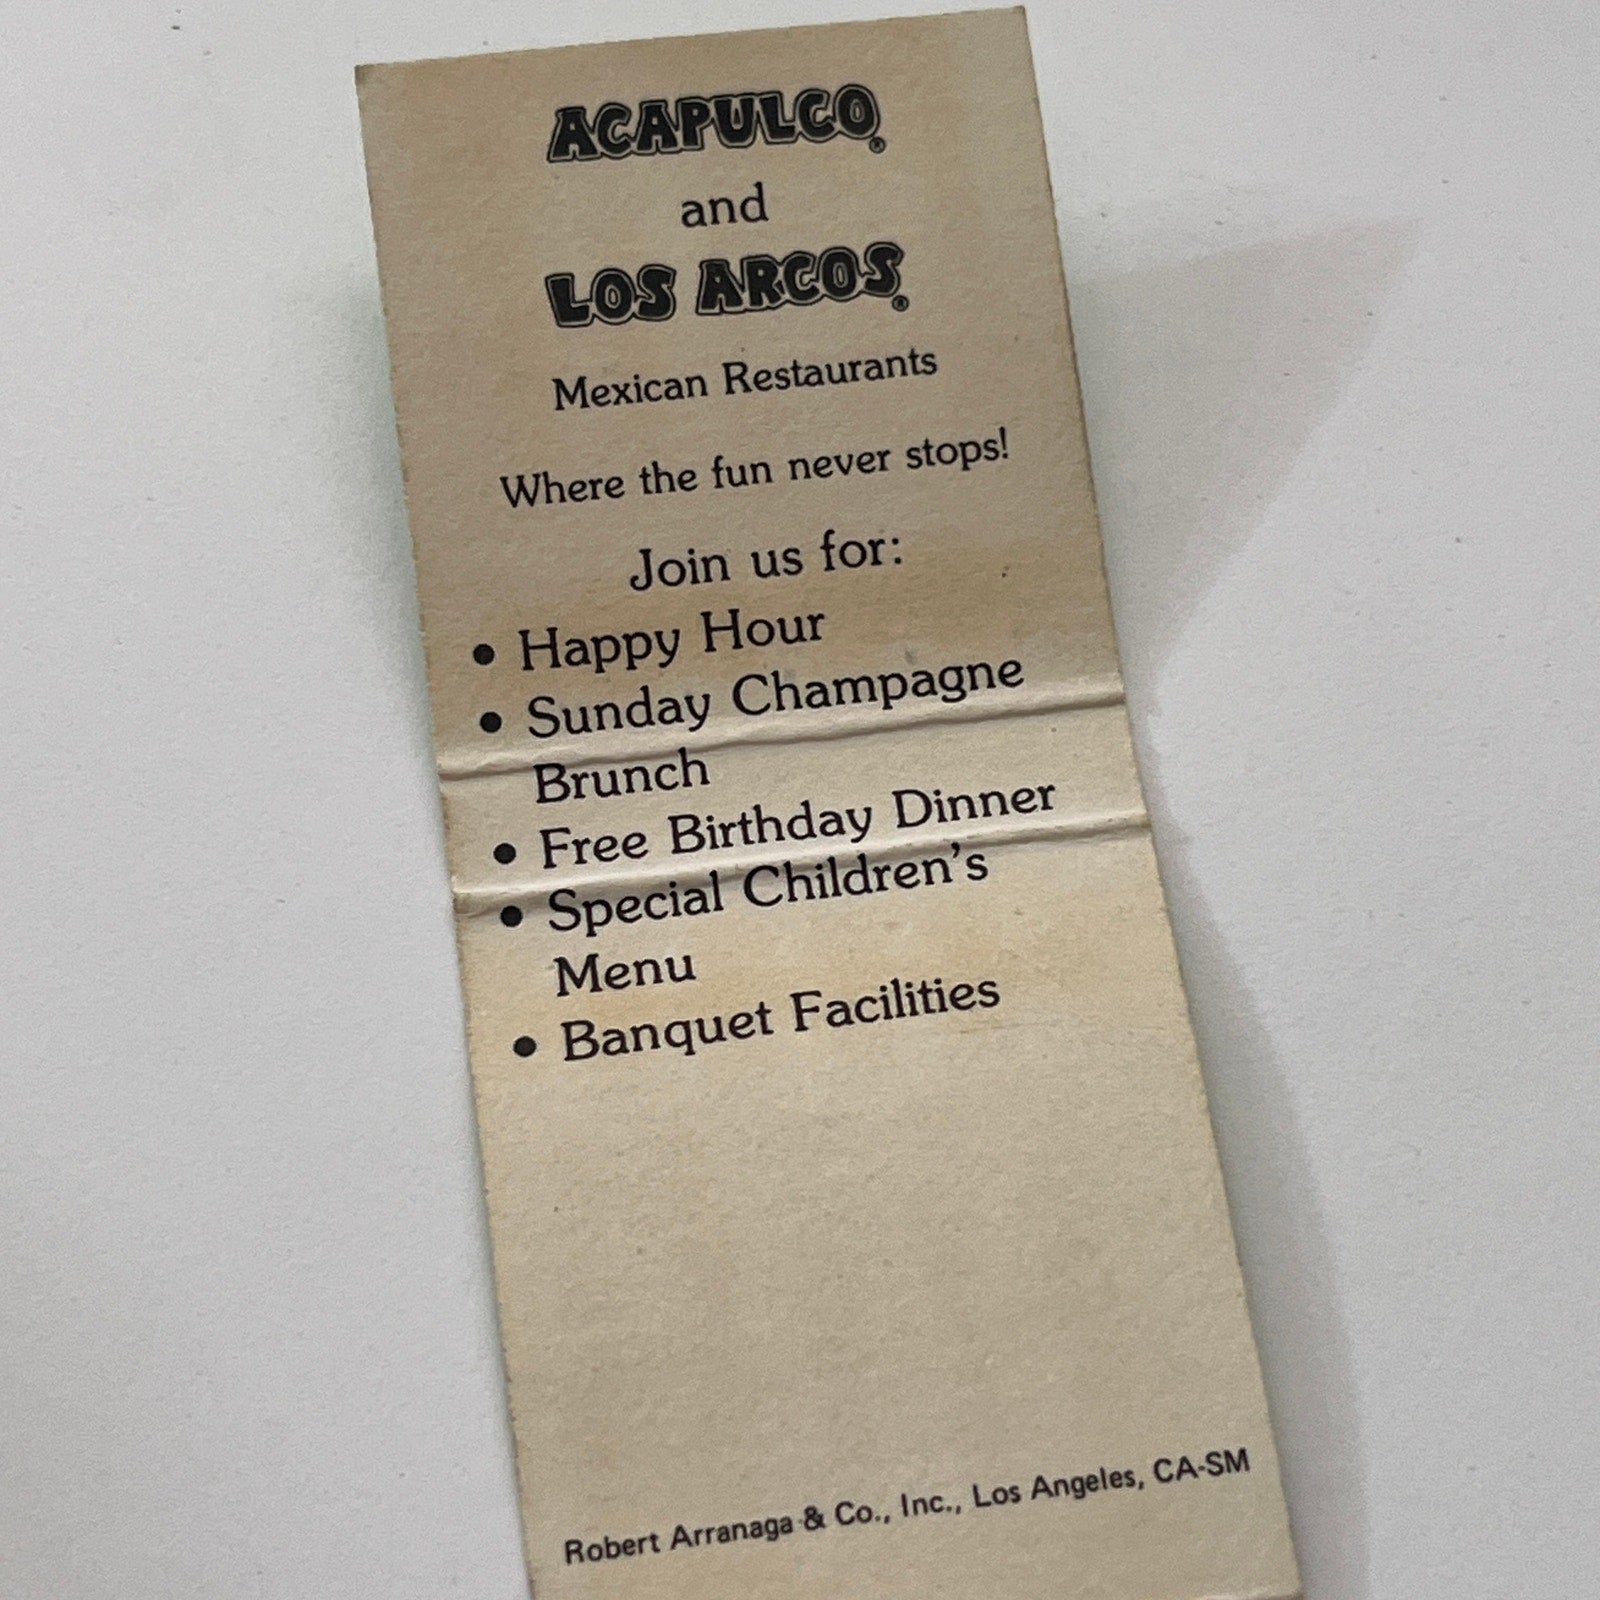 ACAPULCO®
and
LOS ARCOS®
Mexican Restaurants
Where the fun never stops!
Join us for:
• Happy Hour
• Sunday Champagne
Brunch
• Free Birthday Dinner
• Special Children's
Menu
• Banquet Facilities
Robert Arranaga & Co., Inc., Los Angeles, CA-SM